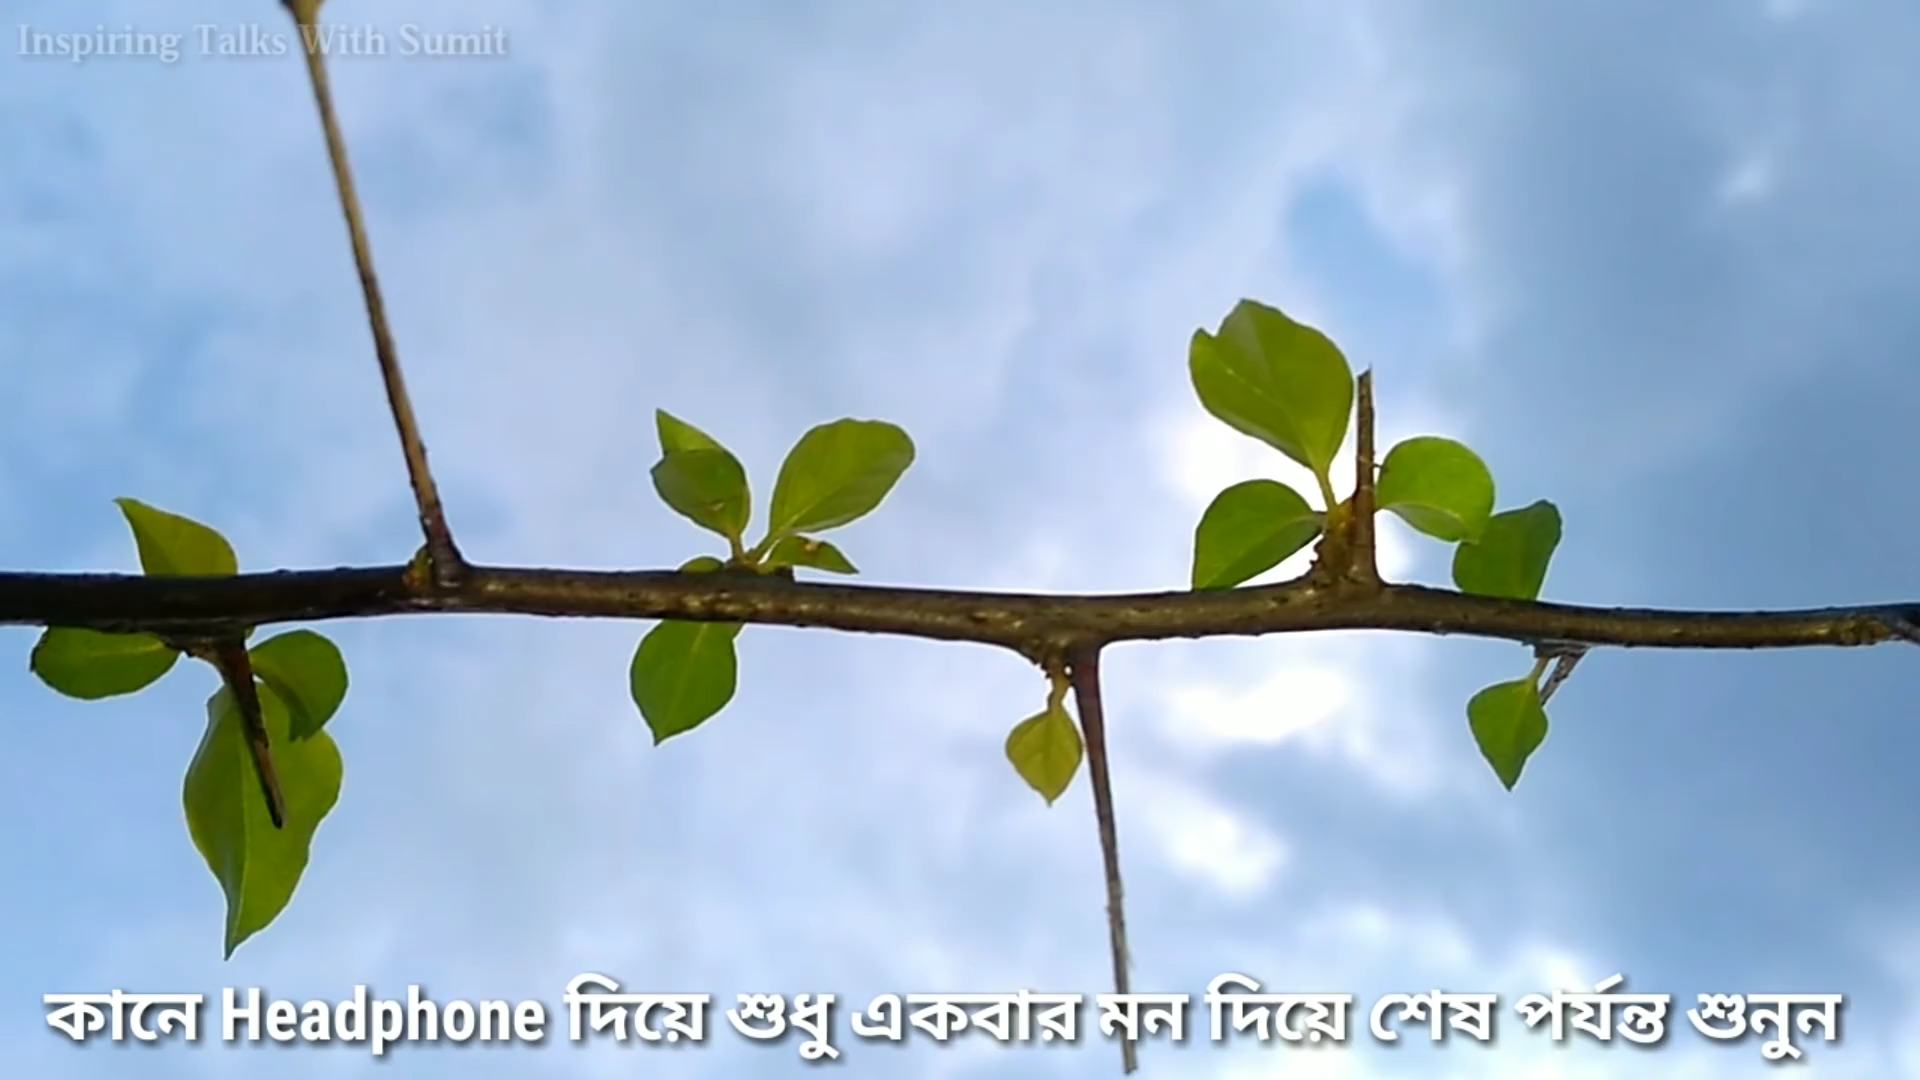 Inspiring Talks With Sumit
কানে Headphone দিয়ে শুধু একবার মন দিয়ে শেষ পর্যন্ত শুনুন